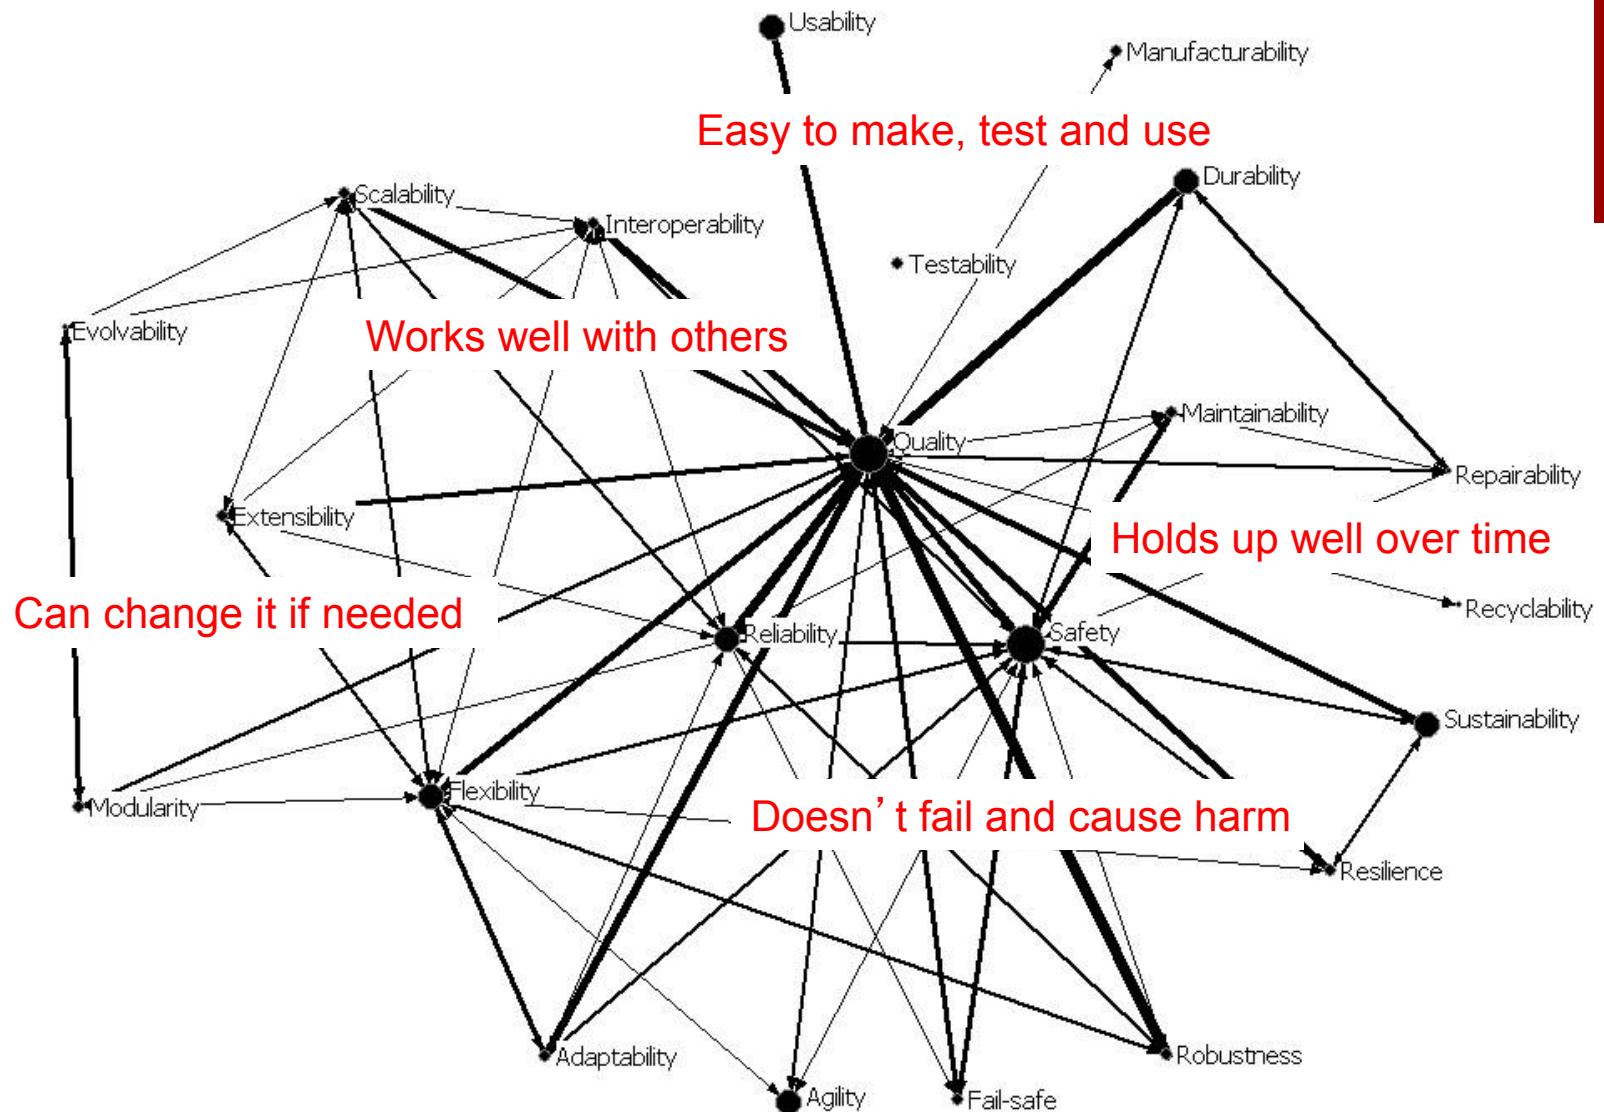 Usability
Manufacturability
Easy to make, test and use
Durability
Scalability
Interoperability
Testability
Evolvability
Works well with others
Maintainability
Quality
Repairability
Extensibility
Holds up well over time
Can change it if needed
Recyclability
Reliability
Safety
Sustainability
Flexibility
Modularity
Doesn’t fail and cause harm
Resilience
Adaptability
Robustness
Agility
Fail-safe